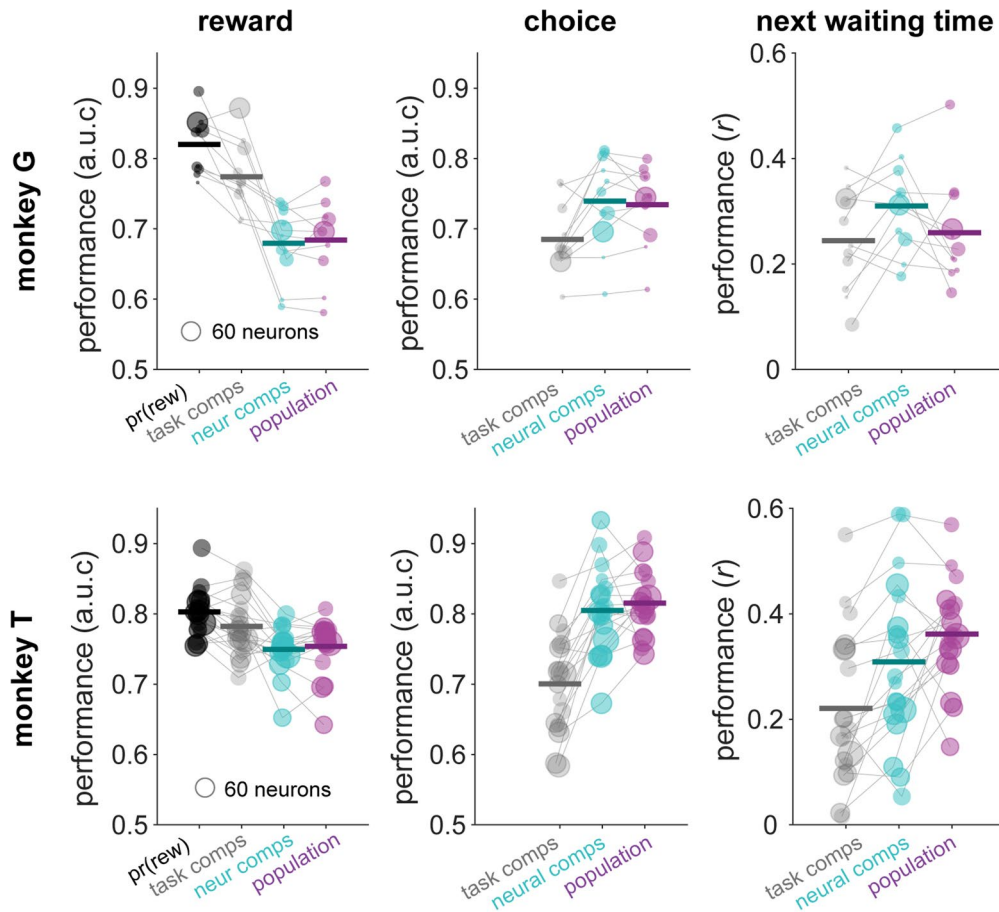 reward
choice
next waiting time
monkey G
performance (a.u.c)
0.9
0.8
0.7
0.6
0.5
60 neurons
pr(rew)
task comps
neur comps
population
performance (a.u.c)
0.9
0.8
0.7
0.6
0.5
task comps
neural comps
population
performance (r)
0.6
0.4
0.2
0
task comps
neural comps
population
monkey T
performance (a.u.c)
0.9
0.8
0.7
0.6
0.5
60 neurons
pr(rew)
task comps
neur comps
population
performance (a.u.c)
0.9
0.8
0.7
0.6
0.5
task comps
neural comps
population
performance (r)
0.6
0.4
0.2
0
task comps
neural comps
population